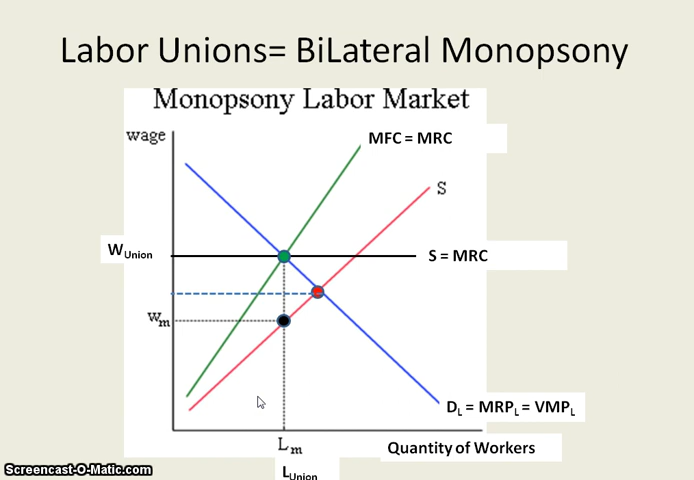 Labor Unions= BiLateral Monopsony
Monopsony Labor Market
wage
MFC = MRC
S
W Union
S = MRC
Wm
DL = MRPL = VMPL
Lm
Quantity of Workers
LUnion
Screencast-O-Matic.com